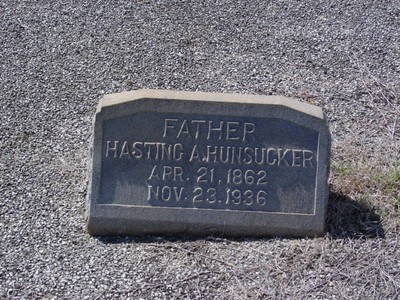 FATHER
HASTING A. HUNSUCKER
APR. 21, 1862
NOV. 23, 1936